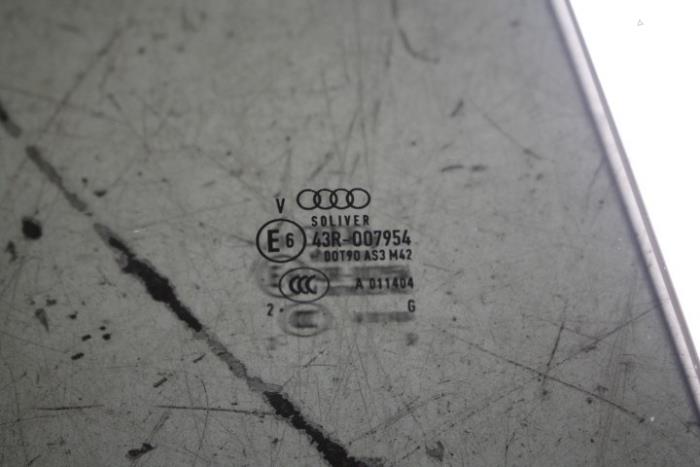 V
SOLIVER
E 6 43R-007954
DOT90 AS3 M42
CCC A 011404
2· G